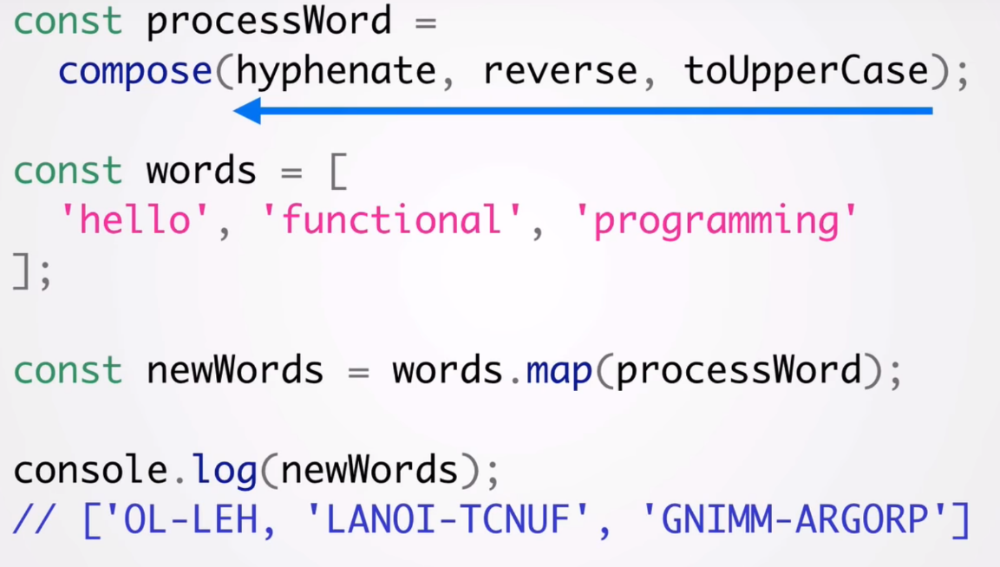 const processWord =
compose(hyphenate, reverse, toUpperCase);
const words = [
'hello', 'functional', 'programming'
];
const newWords = words.map(processWord);
console.log(newWords);
// ['OL-LEH, 'LANOI-TCNUF', 'GNIMM-ARGORP']